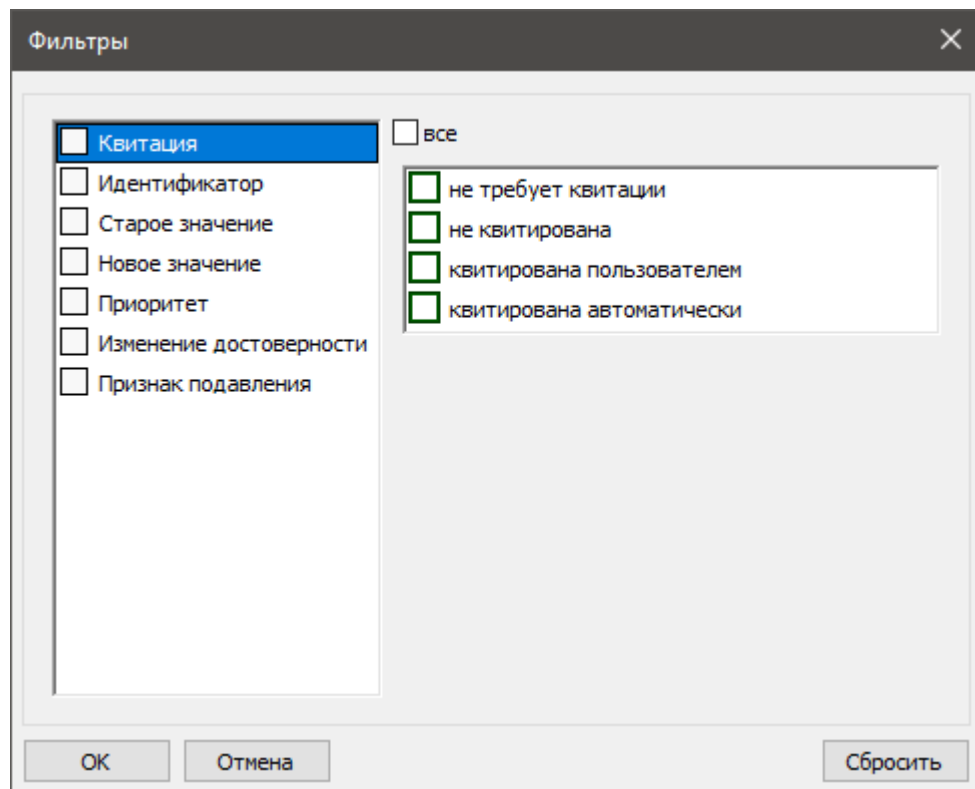 Фильтры
Квитация
Идентификатор
Старое значение
Новое значение
Приоритет
Изменение достоверности
Признак подавления
все
не требует квитации
не квитирована
квитирована пользователем
квитирована автоматически
OK
Отмена
Сбросить